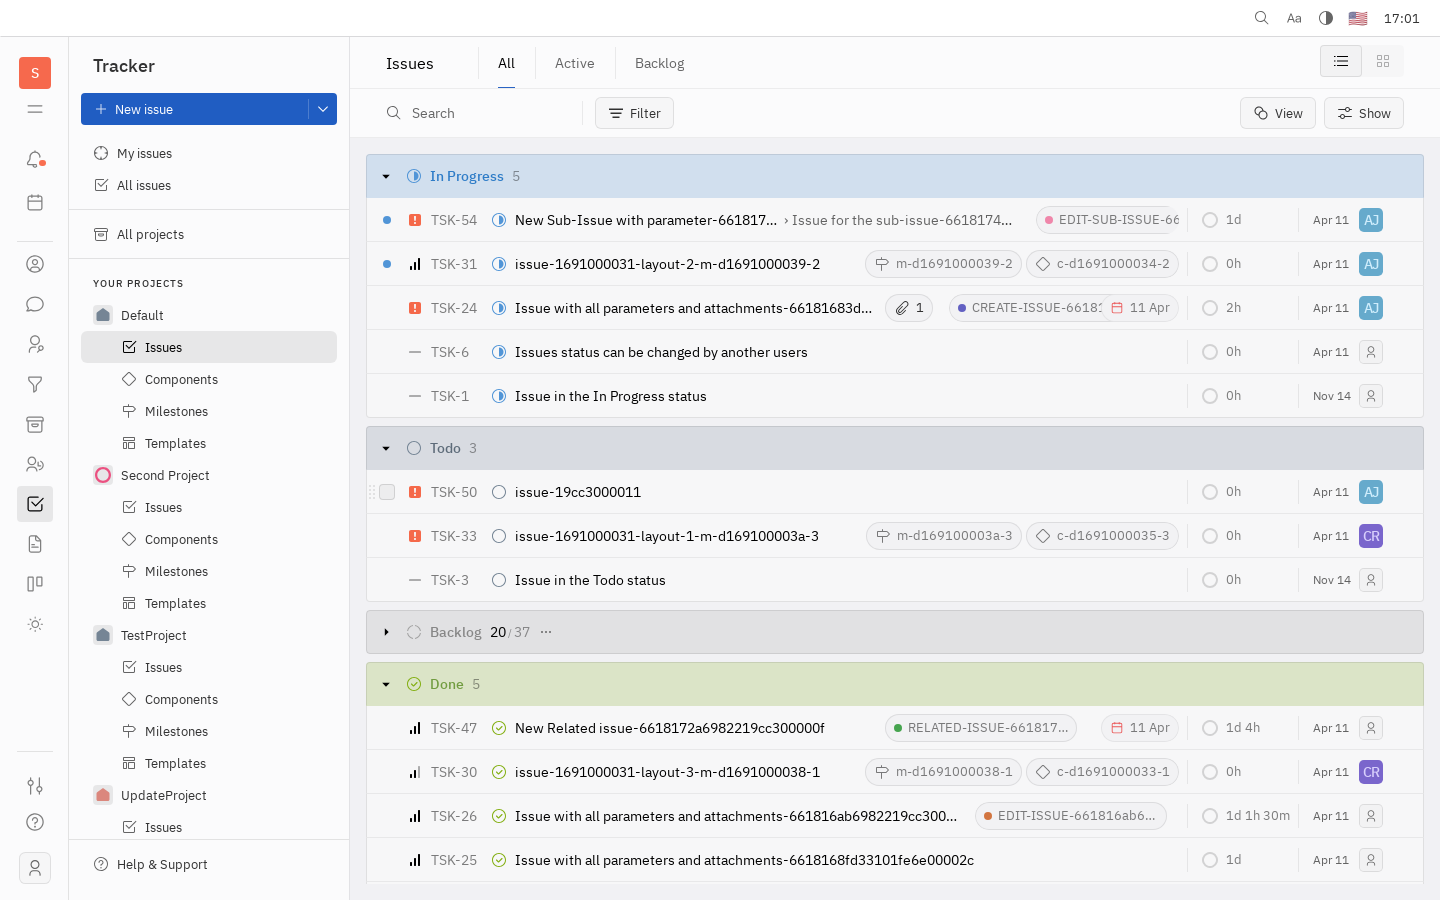 Aa
17:01
S
Tracker
New issue
My issues
All issues
All projects
YOUR PROJECTS
Default
Issues
Components
Milestones
Templates
Second Project
Issues
Components
Milestones
Templates
TestProject
Issues
Components
Milestones
Templates
UpdateProject
Issues
Help & Support
Issues
All
Active
Backlog
Search
Filter
View
Show
In Progress 5
TSK-54 New Sub-Issue with parameter-661817... › Issue for the sub-issue-6618174... EDIT-SUB-ISSUE-66 1d Apr 11 AJ
TSK-31 issue-1691000031-layout-2-m-d1691000039-2 m-d1691000039-2 c-d1691000034-2 0h Apr 11 AJ
TSK-24 Issue with all parameters and attachments-66181683d... 1 CREATE-ISSUE-6618 11 Apr 2h Apr 11 AJ
TSK-6 Issues status can be changed by another users 0h Apr 11
TSK-1 Issue in the In Progress status 0h Nov 14
Todo 3
TSK-50 issue-19cc3000011 0h Apr 11 AJ
TSK-33 issue-1691000031-layout-1-m-d169100003a-3 m-d169100003a-3 c-d1691000035-3 0h Apr 11 CR
TSK-3 Issue in the Todo status 0h Nov 14
Backlog 20/37 ...
Done 5
TSK-47 New Related issue-6618172a6982219cc300000f RELATED-ISSUE-661817... 11 Apr 1d 4h Apr 11
TSK-30 issue-1691000031-layout-3-m-d1691000038-1 m-d1691000038-1 c-d1691000033-1 0h Apr 11 CR
TSK-26 Issue with all parameters and attachments-661816ab6982219cc300... EDIT-ISSUE-661816ab6... 1d 1h 30m Apr 11
TSK-25 Issue with all parameters and attachments-6618168fd33101fe6e00002c 1d Apr 11